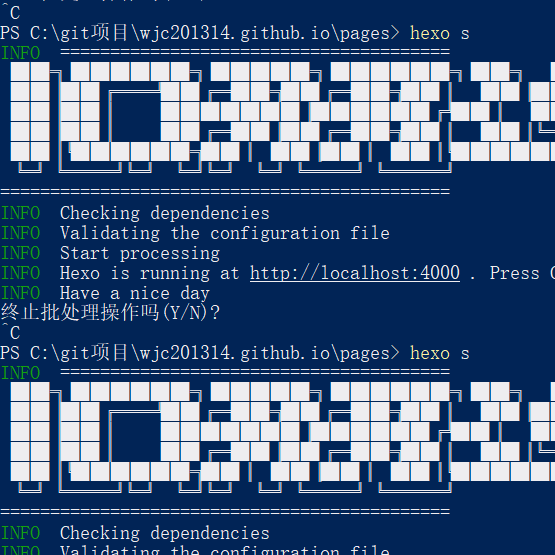 ^C
PS C:\git项目\wjc201314.github.io\pages> hexo s
INFO =======================================
=============================================
INFO Checking dependencies
INFO Validating the configuration file
INFO Start processing
INFO Hexo is running at http://localhost:4000 . Press
INFO Have a nice day
终止批处理操作吗(Y/N)?
^C
PS C:\git项目\wjc201314.github.io\pages> hexo s
INFO =======================================
=============================================
INFO Checking dependencies
INFO Validating the configuration file